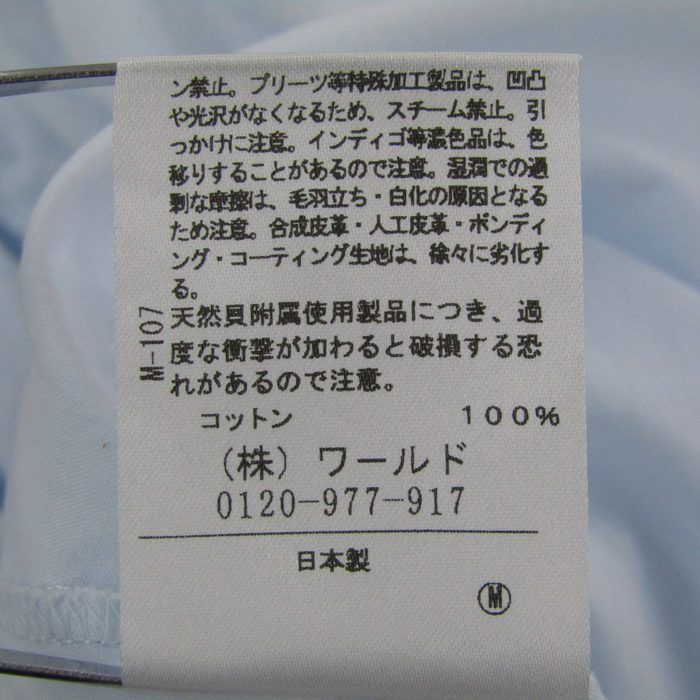 ン禁止。プリーツ等特殊加工製品は、凹凸
や光沢がなくなるため、スチーム禁止。引
っかけに注意。インディゴ等濃色品は、色
移りすることがあるので注意。湿潤での過
剰な摩擦は、毛羽立ち・白化の原因となる
ため注意。合成皮革・人工皮革・ボンディ
ング・コーティング生地は、徐々に劣化す
る。
M-107
天然貝附属使用製品につき、過
度な衝撃が加わると破損する恐
れがあるので注意。
コットン 100%
(株) ワールド
0120-977-917
日本製
M